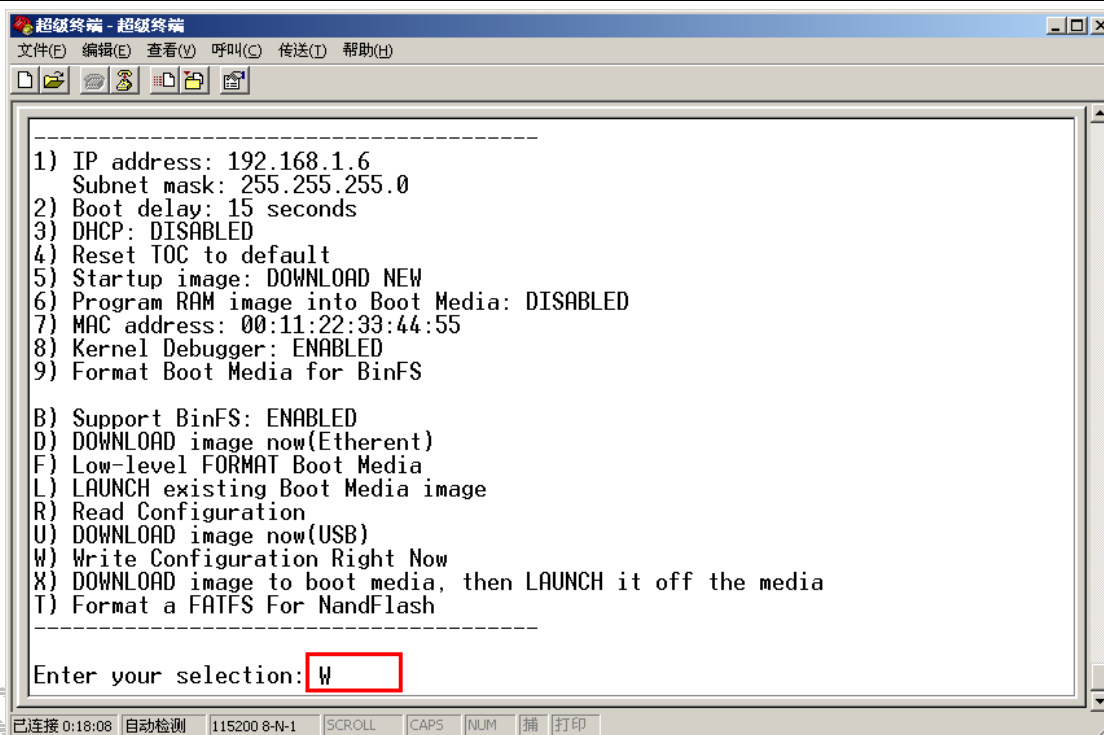 超级终端 - 超级终端
文件(F) 编辑(E) 查看(V) 呼叫(C) 传送(T) 帮助(H)
---------------------------------------
1) IP address: 192.168.1.6
Subnet mask: 255.255.255.0
2) Boot delay: 15 seconds
3) DHCP: DISABLED
4) Reset TOC to default
5) Startup image: DOWNLOAD NEW
6) Program RAM image into Boot Media: DISABLED
7) MAC address: 00:11:22:33:44:55
8) Kernel Debugger: ENABLED
9) Format Boot Media for BinFS
B) Support BinFS: ENABLED
D) DOWNLOAD image now(Etherent)
F) Low-level FORMAT Boot Media
L) LAUNCH existing Boot Media image
R) Read Configuration
U) DOWNLOAD image now(USB)
W) Write Configuration Right Now
X) DOWNLOAD image to boot media, then LAUNCH it off the media
T) Format a FATFS For NandFlash
---------------------------------------
Enter your selection: W
已连接 0:18:08 自动检测 115200 8-N-1 SCROLL CAPS NUM 捕 打印